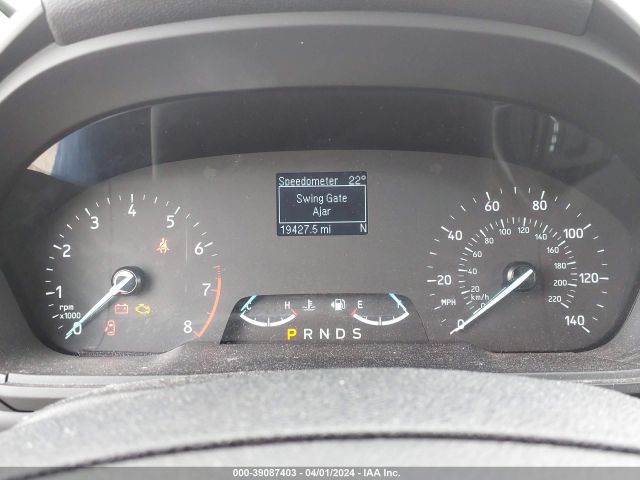 Speedometer 22°
Swing Gate
Ajar
19427.5 mi N
0 1 2 3 4 5 6 7 8
rpm
x1000
0 20 40 60 80 100 120 140
MPH
0 20 40 60 80 100 120 140 160 180 200 220
km/h
C H E F
P R N D S
000-39087403 / 04/01/2024 - IAA Inc.